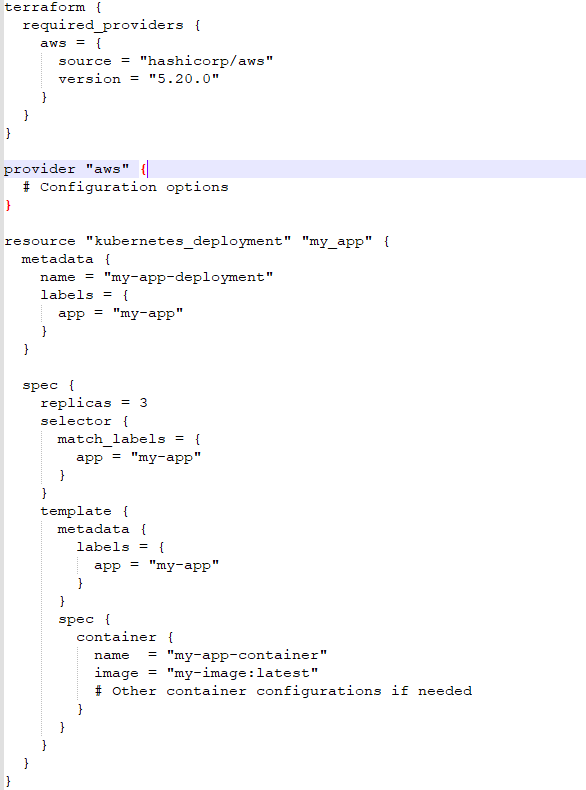 terraform {
  required_providers {
    aws = {
      source = "hashicorp/aws"
      version = "5.20.0"
    }
  }
}

provider "aws" {
  # Configuration options
}

resource "kubernetes_deployment" "my_app" {
  metadata {
    name = "my-app-deployment"
    labels = {
      app = "my-app"
    }
  }

  spec {
    replicas = 3
    selector {
      match_labels = {
        app = "my-app"
      }
    }
    template {
      metadata {
        labels = {
          app = "my-app"
        }
      }
      spec {
        container {
          name  = "my-app-container"
          image = "my-image:latest"
          # Other container configurations if needed
        }
      }
    }
  }
}